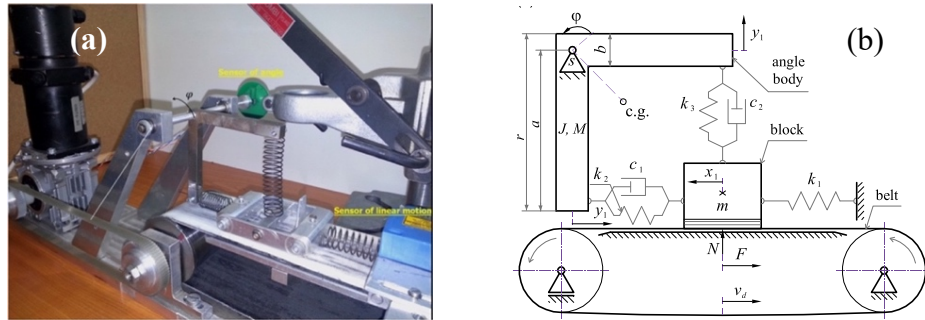 (a)
Sensor of angle
φ
Sensor of linear motion
(b)
φ
y₁
s
b
angle
body
c.g.
k₃
c₂
r
a
J, M
block
k₂
c₁
x₁
m
k₁
belt
y₁
N
F
v_d